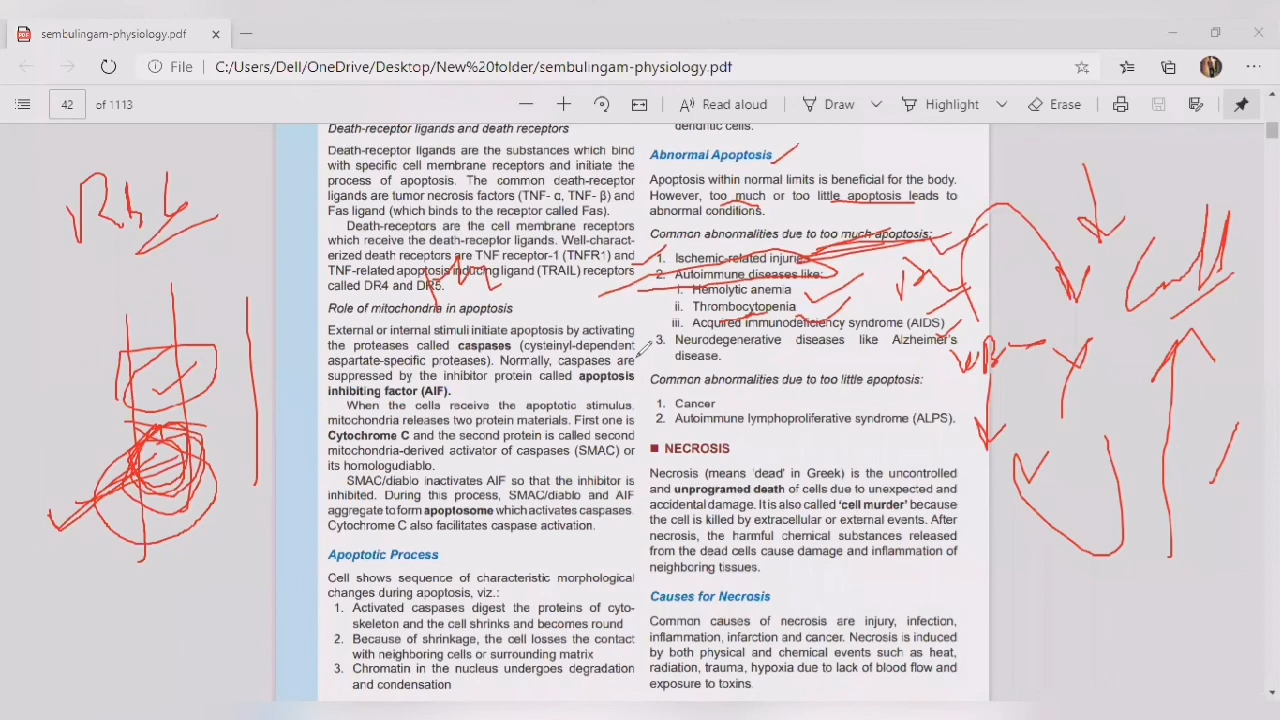 sembulingam-physiology.pdf
File
C:/Users/Dell/OneDrive/Desktop/New%20folder/sembulingam-physiology.pdf
42 of 1113
Read aloud
Draw
Highlight
Erase
Death-receptor ligands and death receptors
Death-receptor ligands are the substances which bind
with specific cell membrane receptors and initiate the
process of apoptosis. The common death-receptor
ligands are tumor necrosis factors (TNF- α, TNF- β) and
Fas ligand (which binds to the receptor called Fas).
Death-receptors are the cell membrane receptors
which receive the death-receptor ligands. Well-charact-
erized death receptors are TNF receptor-1 (TNFR1) and
TNF-related apoptosis inducing ligand (TRAIL) receptors
called DR4 and DR5.
Role of mitochondria in apoptosis
External or internal stimuli initiate apoptosis by activating
the proteases called caspases (cysteinyl-dependent
aspartate-specific proteases). Normally, caspases are
suppressed by the inhibitor protein called apoptosis
inhibiting factor (AIF).
When the cells receive the apoptotic stimulus,
mitochondria releases two protein materials. First one is
Cytochrome C and the second protein is called second
mitochondria-derived activator of caspases (SMAC) or
its homologudiablo.
SMAC/diablo inactivates AIF so that the inhibitor is
inhibited. During this process, SMAC/diablo and AIF
aggregate to form apoptosome which activates caspases.
Cytochrome C also facilitates caspase activation.
Apoptotic Process
Cell shows sequence of characteristic morphological
changes during apoptosis, viz.:
1. Activated caspases digest the proteins of cyto-
skeleton and the cell shrinks and becomes round
2. Because of shrinkage, the cell losses the contact
with neighboring cells or surrounding matrix
3. Chromatin in the nucleus undergoes degradation
and condensation
dendritic cells.
Abnormal Apoptosis
Apoptosis within normal limits is beneficial for the body.
However, too much or too little apoptosis leads to
abnormal conditions.
Common abnormalities due to too much apoptosis:
1. Ischemic-related injuries
2. Autoimmune diseases like:
i. Hemolytic anemia
ii. Thrombocytopenia
iii. Acquired immunodeficiency syndrome (AIDS)
3. Neurodegenerative diseases like Alzheimer's
disease.
Common abnormalities due to too little apoptosis:
1. Cancer
2. Autoimmune lymphoproliferative syndrome (ALPS).
■ NECROSIS
Necrosis (means 'dead' in Greek) is the uncontrolled
and unprogramed death of cells due to unexpected and
accidental damage. It is also called 'cell murder' because
the cell is killed by extracellular or external events. After
necrosis, the harmful chemical substances released
from the dead cells cause damage and inflammation of
neighboring tissues.
Causes for Necrosis
Common causes of necrosis are injury, infection,
inflammation, infarction and cancer. Necrosis is induced
by both physical and chemical events such as heat,
radiation, trauma, hypoxia due to lack of blood flow and
exposure to toxins.